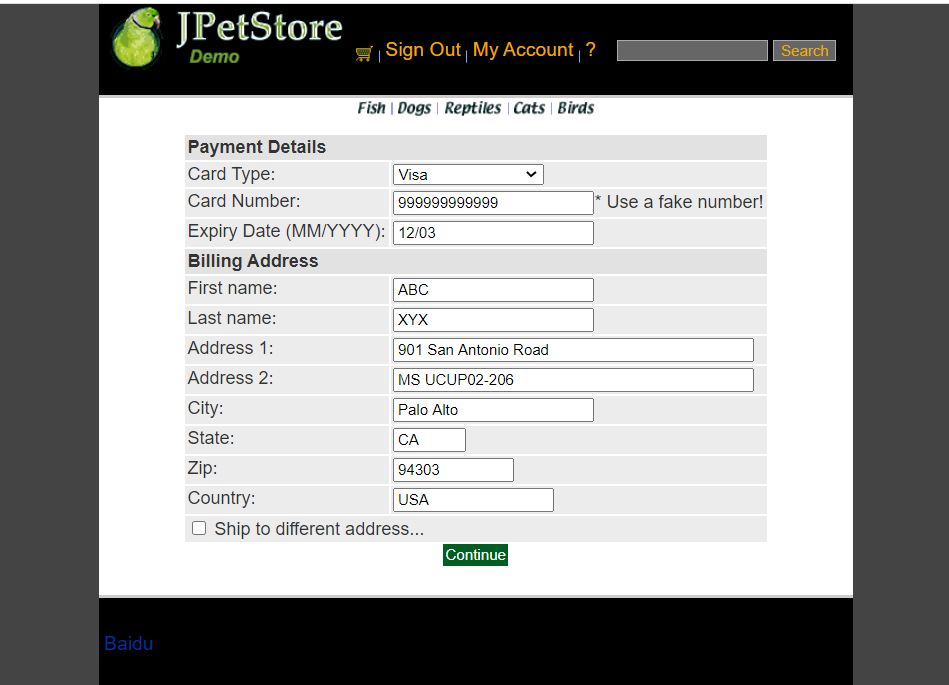 JPetStore
Demo
| Sign Out | My Account | ? Search
Fish | Dogs | Reptiles | Cats | Birds
Payment Details
Card Type: Visa
Card Number: 999999999999 * Use a fake number!
Expiry Date (MM/YYYY): 12/03
Billing Address
First name: ABC
Last name: XYX
Address 1: 901 San Antonio Road
Address 2: MS UCUP02-206
City: Palo Alto
State: CA
Zip: 94303
Country: USA
Ship to different address...
Continue
Baidu